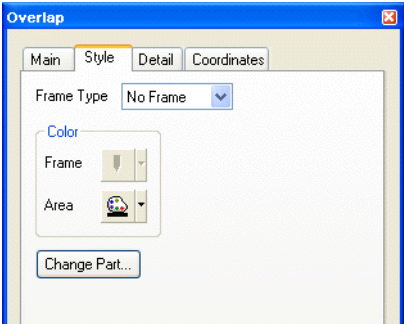 Overlap
Main Style Detail Coordinates
Frame Type No Frame
Color
Frame
Area
Change Part...